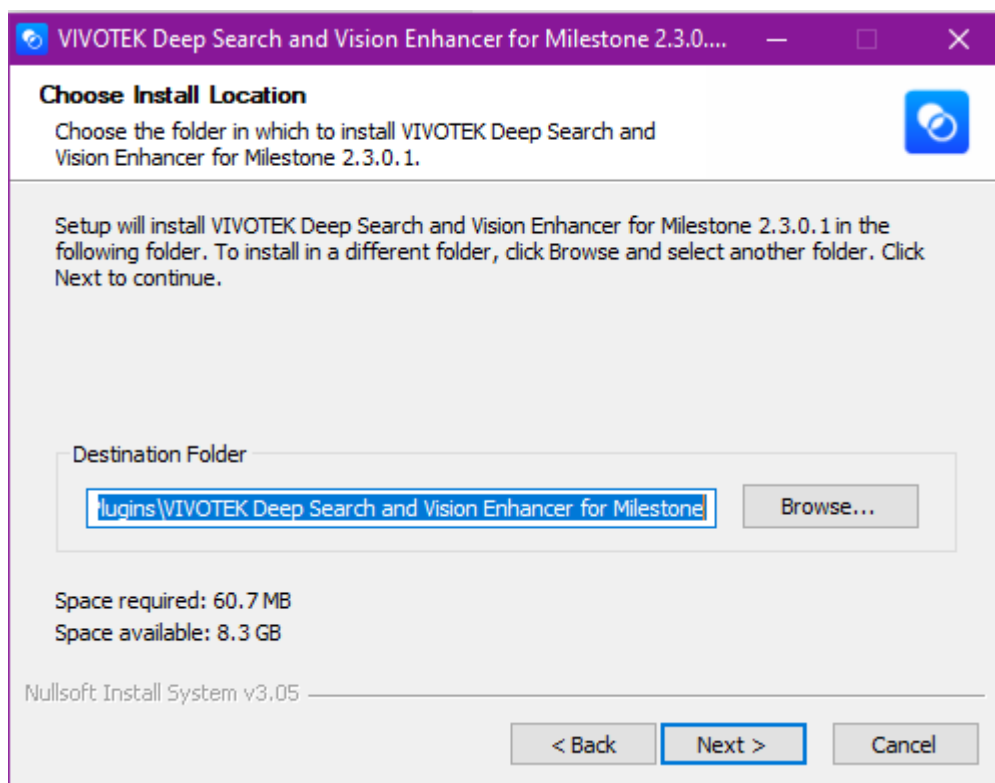 VIVOTEK Deep Search and Vision Enhancer for Milestone 2.3.0....
Choose Install Location
Choose the folder in which to install VIVOTEK Deep Search and
Vision Enhancer for Milestone 2.3.0.1.
Setup will install VIVOTEK Deep Search and Vision Enhancer for Milestone 2.3.0.1 in the
following folder. To install in a different folder, click Browse and select another folder. Click
Next to continue.
Destination Folder
lugins\VIVOTEK Deep Search and Vision Enhancer for Milestone
Browse...
Space required: 60.7 MB
Space available: 8.3 GB
Nullsoft Install System v3.05
< Back
Next >
Cancel